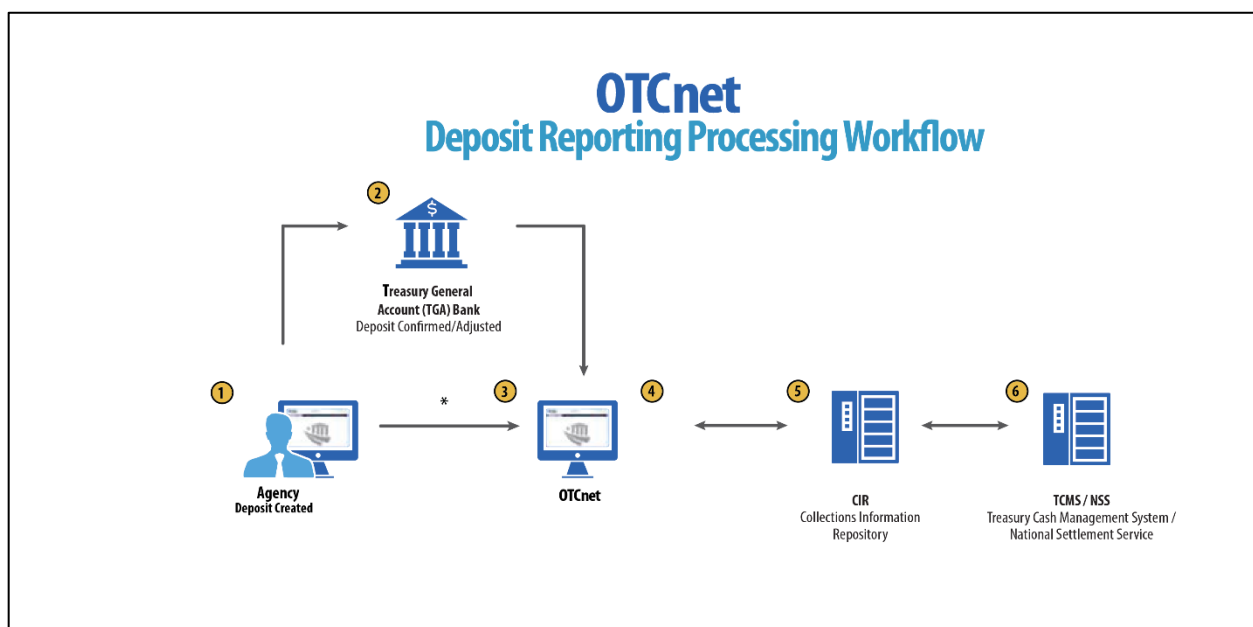 OTCnet
Deposit Reporting Processing Workflow
2
$
Treasury General
Account (TGA) Bank
Deposit Confirmed/Adjusted
1
*
3
4
5
6
Agency
Deposit Created
OTCnet
CIR
Collections Information
Repository
TCMS / NSS
Treasury Cash Management System /
National Settlement Service